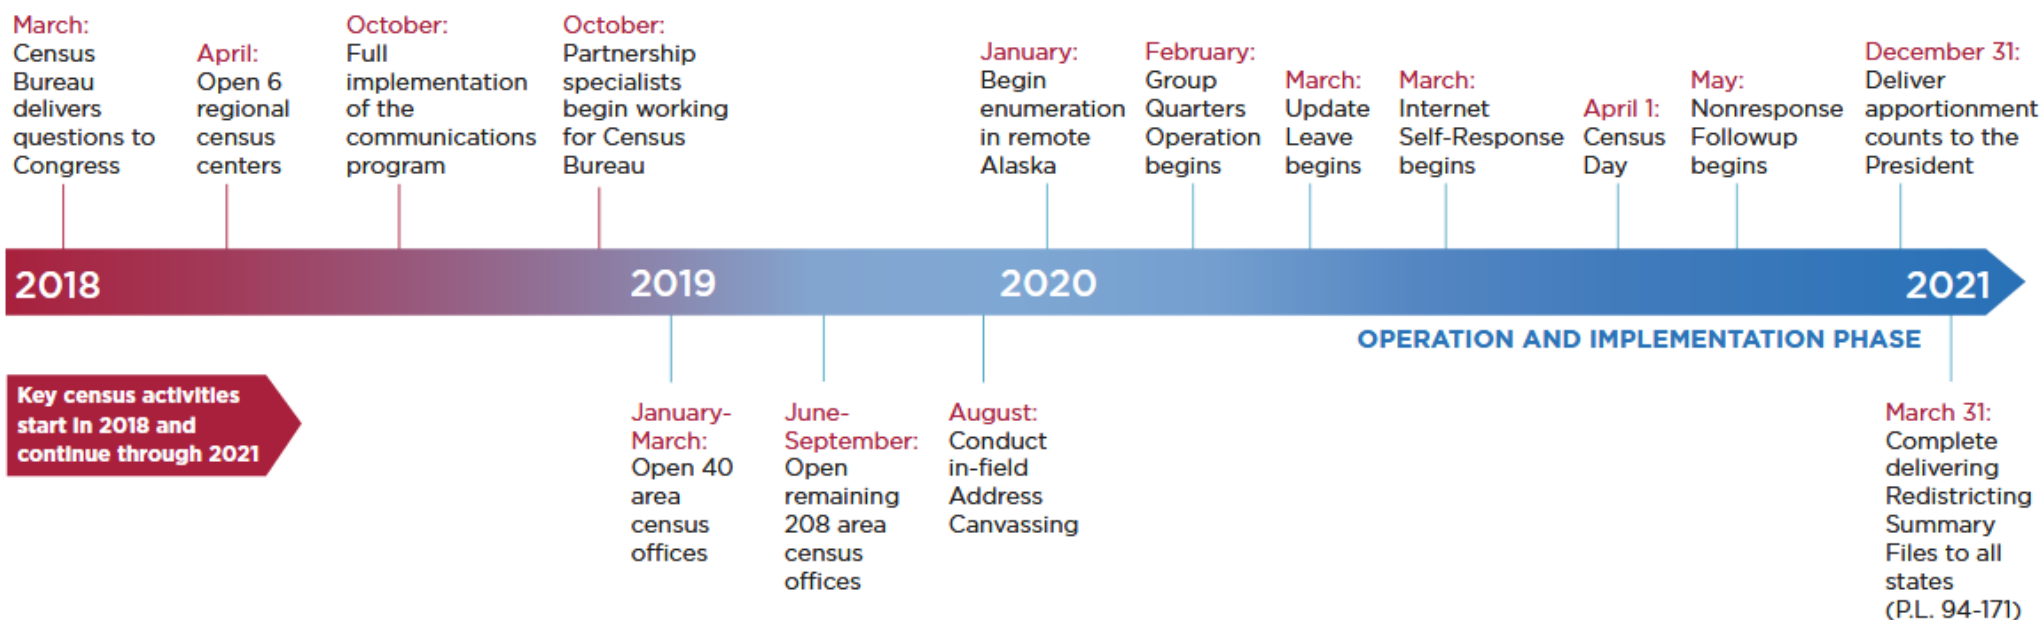 March:
Census
Bureau
delivers
questions to
Congress
April:
Open 6
regional
census
centers
October:
Full
implementation
of the
communications
program
October:
Partnership
specialists
begin working
for Census
Bureau
January:
Begin
enumeration
in remote
Alaska
February:
Group
Quarters
Operation
begins
March:
Update
Leave
begins
March:
Internet
Self-Response
begins
April 1:
Census
Day
May:
Nonresponse
Followup
begins
December 31:
Deliver
apportionment
counts to the
President
2018
2019
2020
2021
OPERATION AND IMPLEMENTATION PHASE
Key census activities
start in 2018 and
continue through 2021
January-
March:
Open 40
area
census
offices
June-
September:
Open
remaining
208 area
census
offices
August:
Conduct
in-field
Address
Canvassing
March 31:
Complete
delivering
Redistricting
Summary
Files to all
states
(P.L. 94-171)